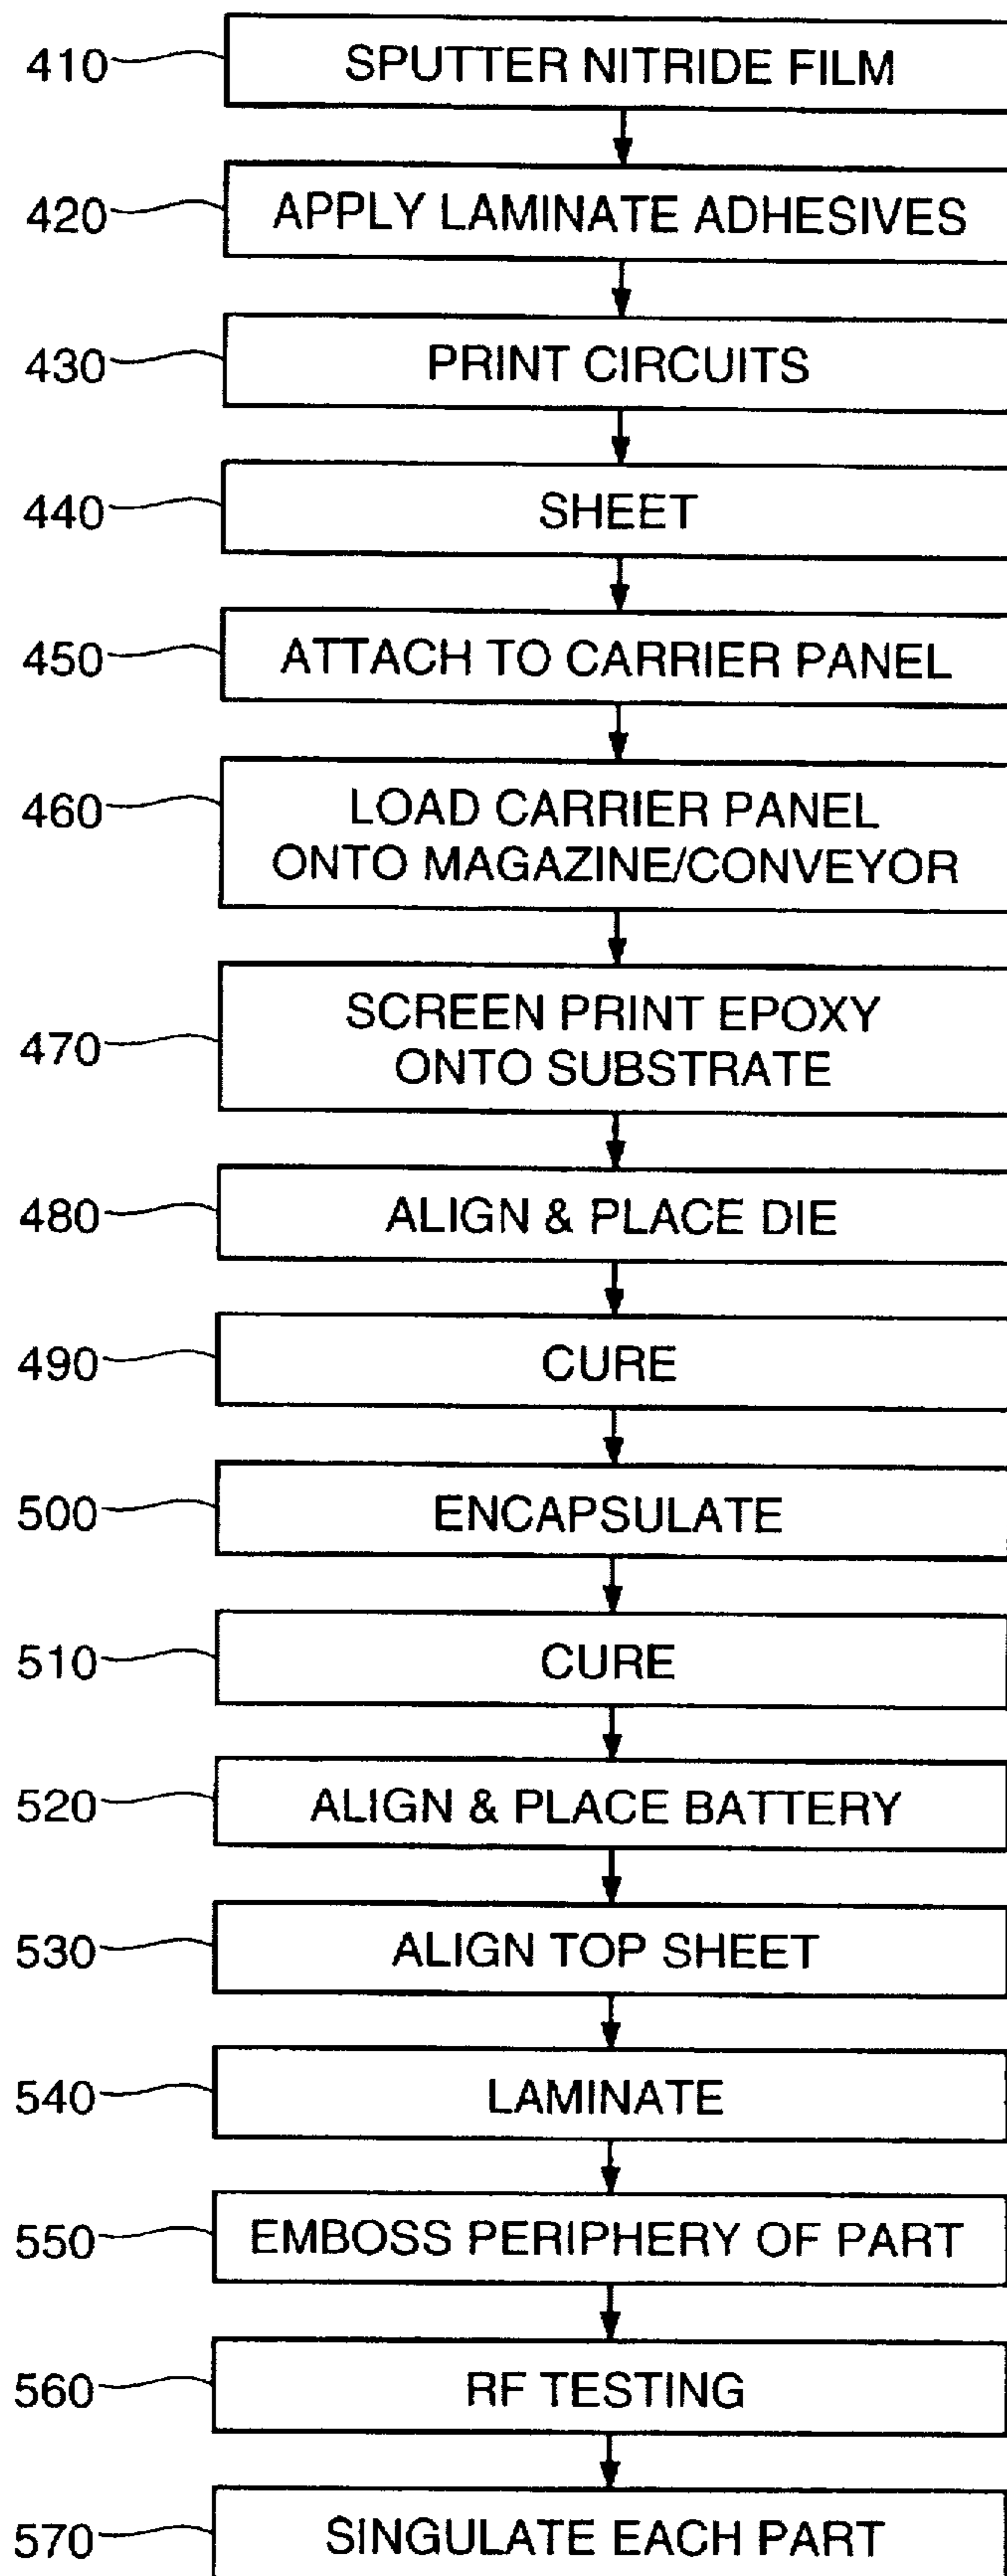 410 SPUTTER NITRIDE FILM
420 APPLY LAMINATE ADHESIVES
430 PRINT CIRCUITS
440 SHEET
450 ATTACH TO CARRIER PANEL
460 LOAD CARRIER PANEL
ONTO MAGAZINE/CONVEYOR
470 SCREEN PRINT EPOXY
ONTO SUBSTRATE
480 ALIGN & PLACE DIE
490 CURE
500 ENCAPSULATE
510 CURE
520 ALIGN & PLACE BATTERY
530 ALIGN TOP SHEET
540 LAMINATE
550 EMBOSS PERIPHERY OF PART
560 RF TESTING
570 SINGULATE EACH PART